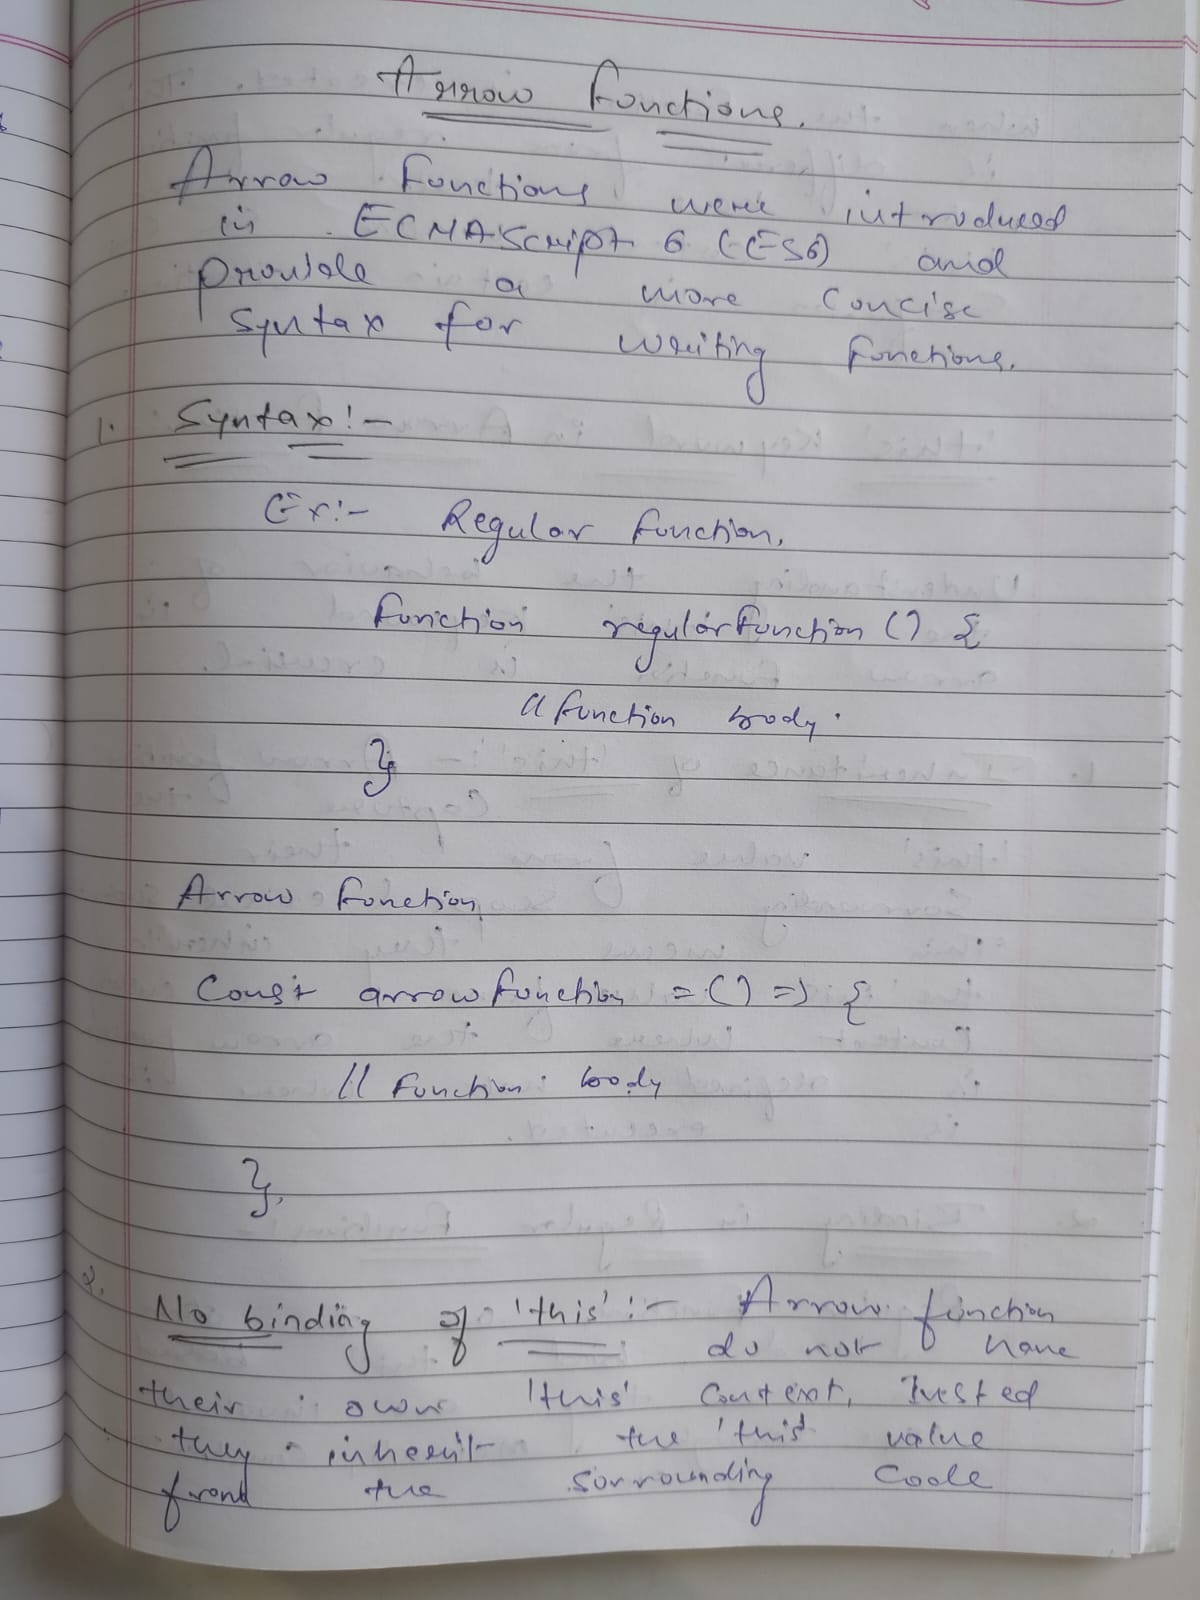 Arrow Functions.
Arrow Functions were introduced
in ECMAScript 6 (ES6) and
provide a more concise
syntax for writing functions.
1. Syntax:-
Ex:- Regular function,
function regularfunction () {
// function body.
}
Arrow Function
Const arrowfunction = () => {
// Function body
}.
2. No binding of 'this':- Arrow function
do not have
their own 'this' context, Insted
they inherit the 'this' value
from the sorrounding Code